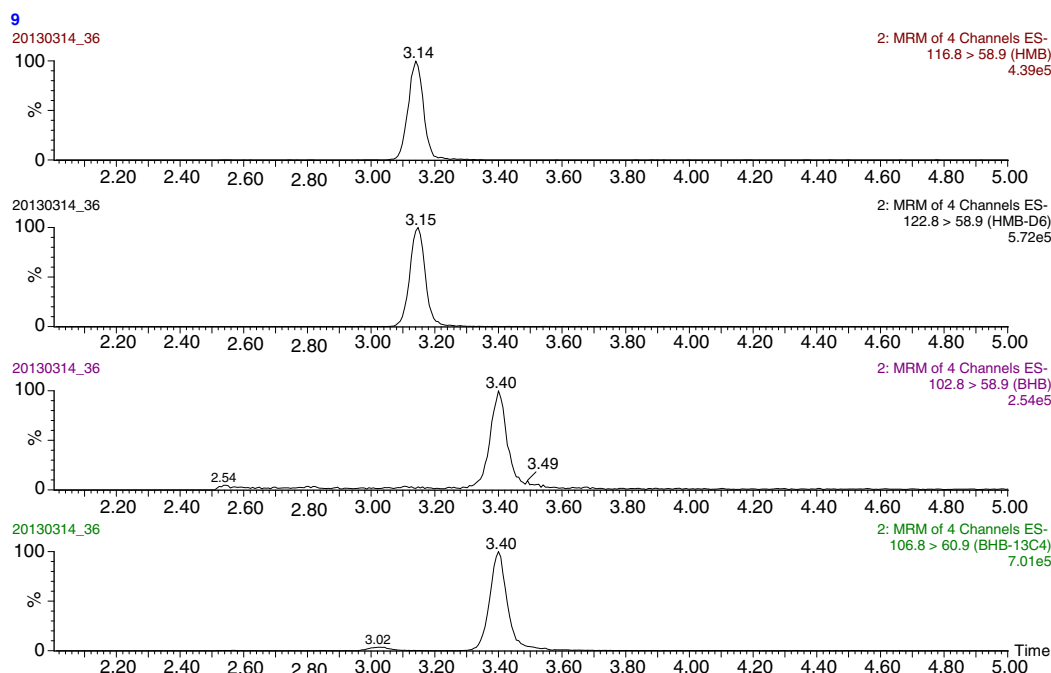 9
20130314_36
2: MRM of 4 Channels ES-
116.8 > 58.9 (HMB)
4.39e5
3.14
100
%
0
2.20 2.40 2.60 2.80 3.00 3.20 3.40 3.60 3.80 4.00 4.20 4.40 4.60 4.80 5.00
20130314_36
2: MRM of 4 Channels ES-
122.8 > 58.9 (HMB-D6)
5.72e5
3.15
100
%
0
2.20 2.40 2.60 2.80 3.00 3.20 3.40 3.60 3.80 4.00 4.20 4.40 4.60 4.80 5.00
20130314_36
2: MRM of 4 Channels ES-
102.8 > 58.9 (BHB)
2.54e5
3.40
100
%
3.49
2.54
0
2.20 2.40 2.60 2.80 3.00 3.20 3.40 3.60 3.80 4.00 4.20 4.40 4.60 4.80 5.00
20130314_36
2: MRM of 4 Channels ES-
106.8 > 60.9 (BHB-13C4)
7.01e5
3.40
100
%
3.02
0
Time
2.20 2.40 2.60 2.80 3.00 3.20 3.40 3.60 3.80 4.00 4.20 4.40 4.60 4.80 5.00